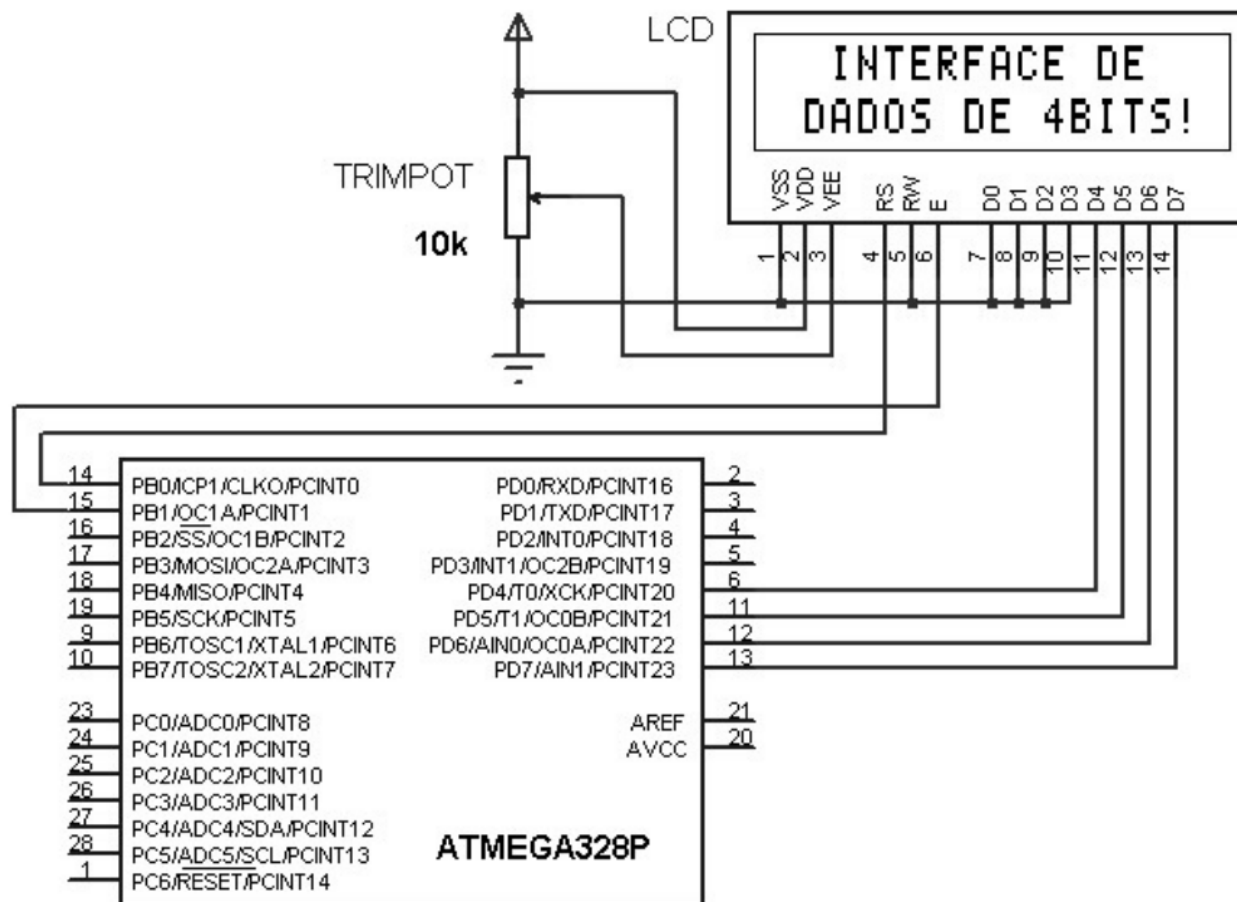 LCD
INTERFACE DE
DADOS DE 4BITS!
TRIMPOT
10k
VSS
VDD
VEE
RS
RW
E
D0
D1
D2
D3
D4
D5
D6
D7
1
2
3
4
5
6
7
8
9
10
11
12
13
14
14 PB0/ICP1/CLKO/PCINT0
15 PB1/OC1A/PCINT1
16 PB2/SS/OC1B/PCINT2
17 PB3/MOSI/OC2A/PCINT3
18 PB4/MISO/PCINT4
19 PB5/SCK/PCINT5
9 PB6/TOSC1/XTAL1/PCINT6
10 PB7/TOSC2/XTAL2/PCINT7
23 PC0/ADC0/PCINT8
24 PC1/ADC1/PCINT9
25 PC2/ADC2/PCINT10
26 PC3/ADC3/PCINT11
27 PC4/ADC4/SDA/PCINT12
28 PC5/ADC5/SCL/PCINT13
1 PC6/RESET/PCINT14
PD0/RXD/PCINT16 2
PD1/TXD/PCINT17 3
PD2/INT0/PCINT18 4
PD3/INT1/OC2B/PCINT19 5
PD4/T0/XCK/PCINT20 6
PD5/T1/OC0B/PCINT21 11
PD6/AIN0/OC0A/PCINT22 12
PD7/AIN1/PCINT23 13
AREF 21
AVCC 20
ATMEGA328P